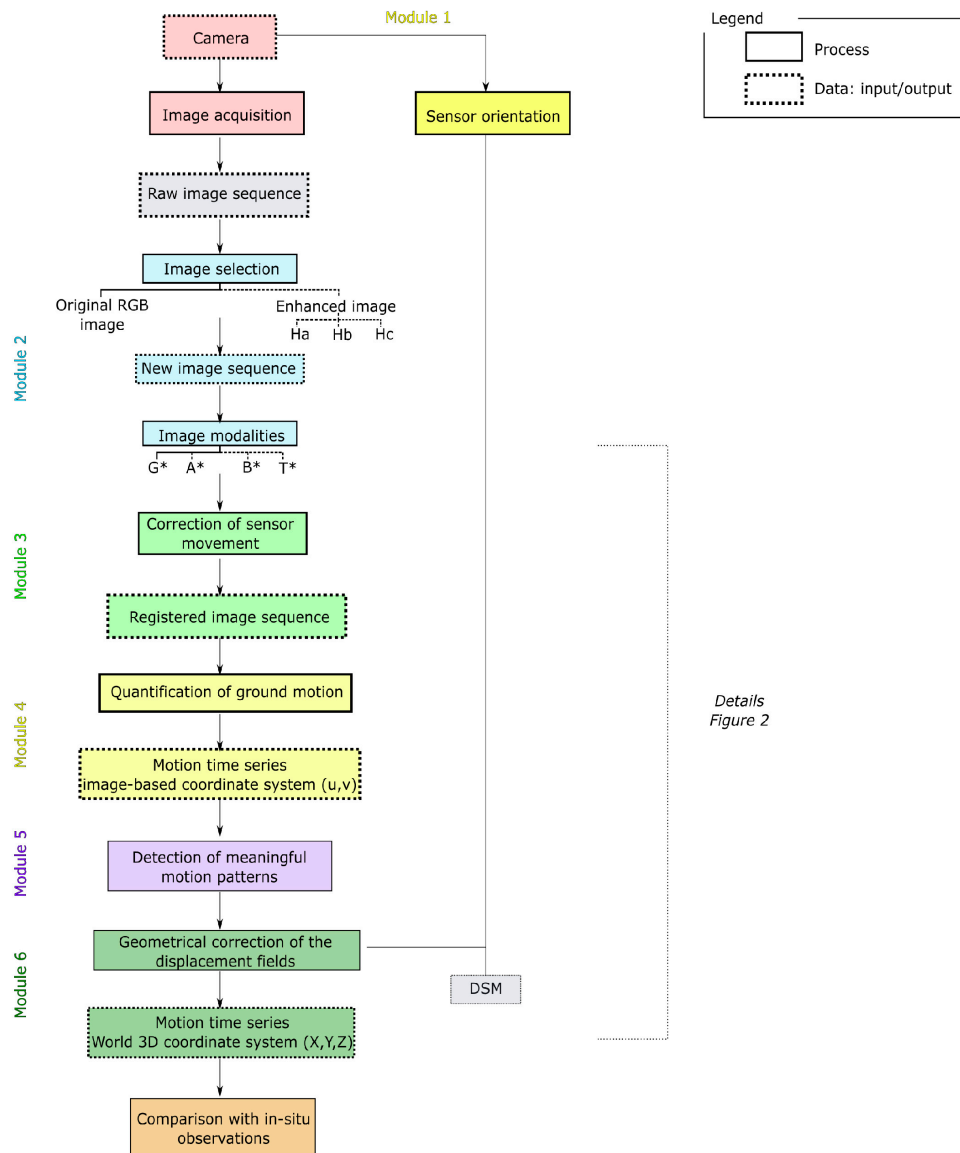 Module 1
Legend
Camera
Process
Data: input/output
Image acquisition
Sensor orientation
Raw image sequence
Image selection
Original RGB
image
Enhanced image
Ha Hb Hc
Module 2
New image sequence
Image modalities
G* A* B* T*
Module 3
Correction of sensor
movement
Registered image sequence
Module 4
Quantification of ground motion
Details
Figure 2
Motion time series
image-based coordinate system (u,v)
Module 5
Detection of meaningful
motion patterns
Module 6
Geometrical correction of the
displacement fields
DSM
Motion time series
World 3D coordinate system (X,Y,Z)
Comparison with in-situ
observations